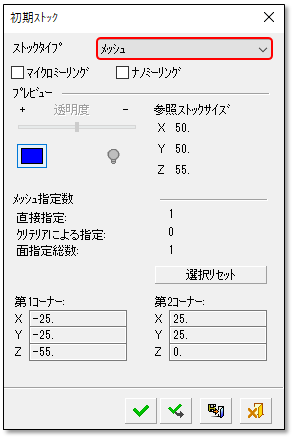 初期ストック
ストックタイプ メッシュ
マイクロミーリング ナノミーリング
プレビュー
+ 透明度 -
参照ストックサイズ
X 50.
Y 50.
Z 55.
メッシュ指定数
直接指定: 1
クリテリアによる指定: 0
面指定総数: 1
選択リセット
第1コーナー: 第2コーナー:
X -25. X 25.
Y -25. Y 25.
Z -55. Z 0.